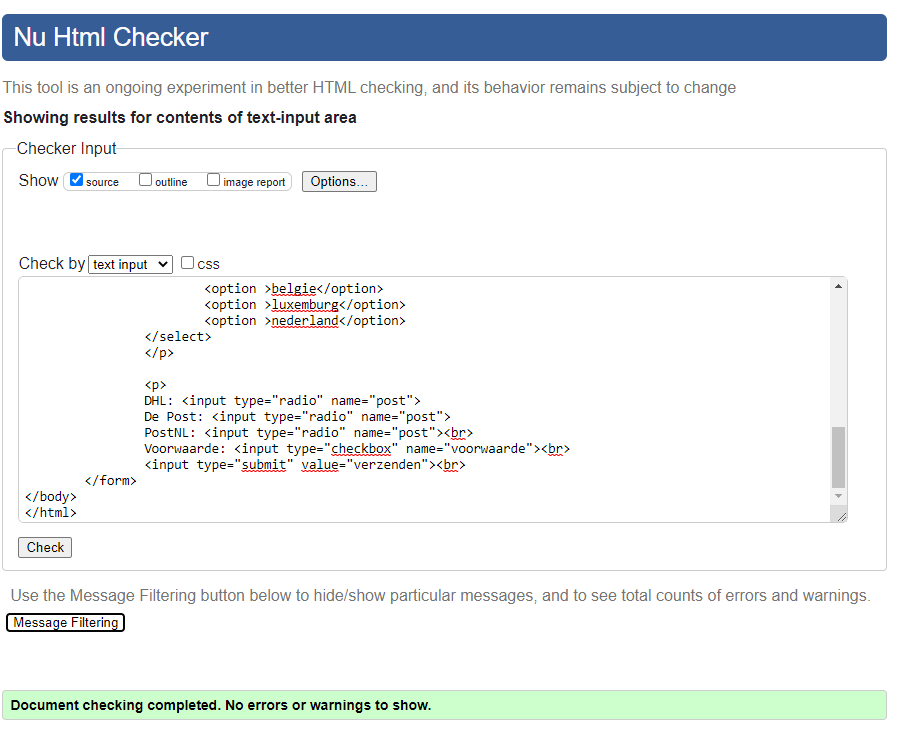 Nu Html Checker
This tool is an ongoing experiment in better HTML checking, and its behavior remains subject to change
Showing results for contents of text-input area
Checker Input
Show source outline image report Options...
Check by text input css
<option >belgie</option>
<option >luxemburg</option>
<option >nederland</option>
</select>
</p>
<p>
DHL: <input type="radio" name="post">
De Post: <input type="radio" name="post">
PostNL: <input type="radio" name="post"><br>
Voorwaarde: <input type="checkbox" name="voorwaarde"><br>
<input type="submit" value="verzenden"><br>
</form>
</body>
</html>
Check
Use the Message Filtering button below to hide/show particular messages, and to see total counts of errors and warnings.
Message Filtering
Document checking completed. No errors or warnings to show.